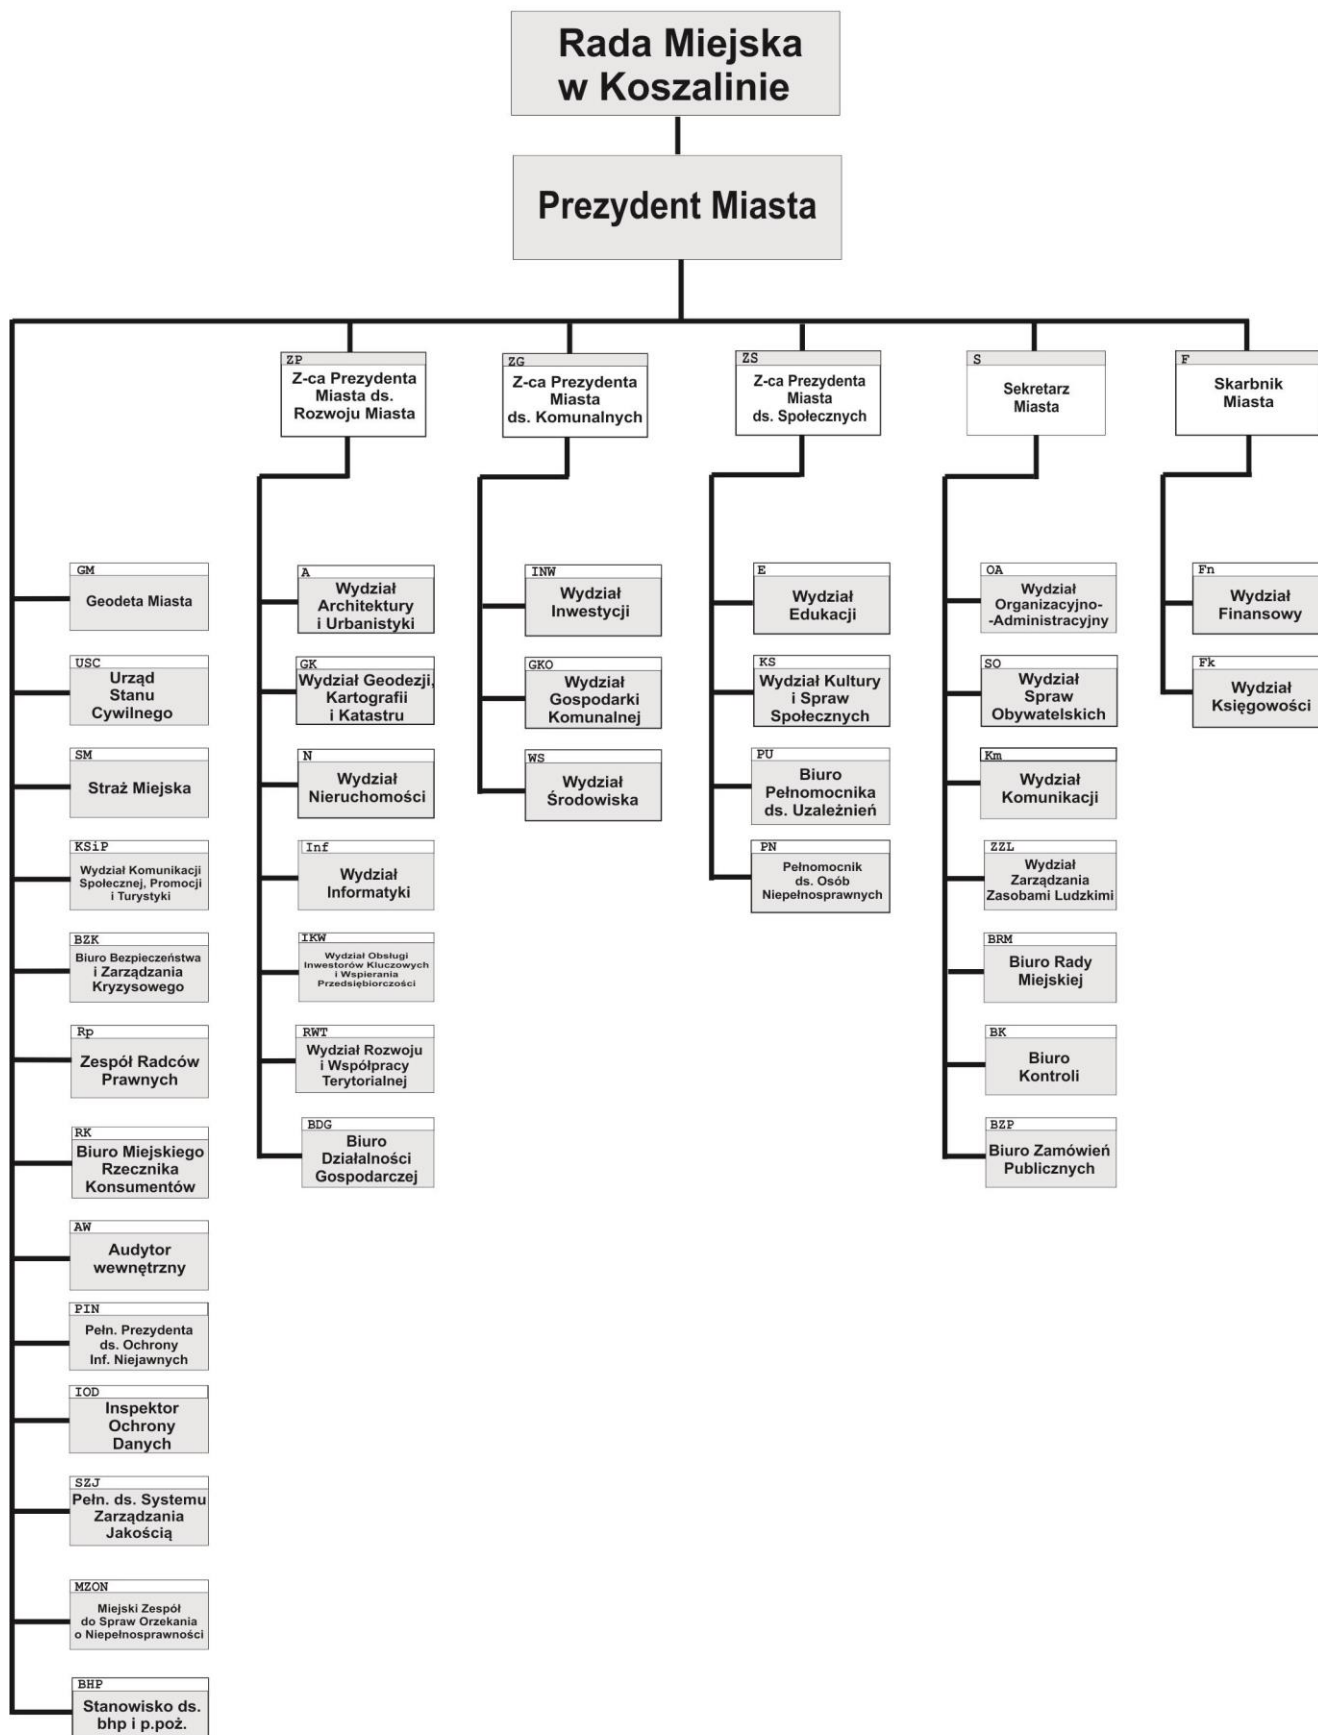 Rada Miejska
w Koszalinie
Prezydent Miasta
ZP
Z-ca Prezydenta
Miasta ds.
Rozwoju Miasta
ZG
Z-ca Prezydenta
Miasta
ds. Komunalnych
ZS
Z-ca Prezydenta
Miasta
ds. Społecznych
S
Sekretarz
Miasta
F
Skarbnik
Miasta
GM
Geodeta Miasta
USC
Urząd
Stanu
Cywilnego
SM
Straż Miejska
KSiP
Wydział Komunikacji
Społecznej, Promocji
i Turystyki
BZK
Biuro Bezpieczeństwa
i Zarządzania
Kryzysowego
Rp
Zespół Radców
Prawnych
RK
Biuro Miejskiego
Rzecznika
Konsumentów
AW
Audytor
wewnętrzny
PIN
Pełn. Prezydenta
ds. Ochrony
Inf. Niejawnych
IOD
Inspektor
Ochrony
Danych
SZJ
Pełn. ds. Systemu
Zarządzania
Jakością
MZON
Miejski Zespół
do Spraw Orzekania
o Niepełnosprawności
BHP
Stanowisko ds.
bhp i p.poż.
A
Wydział
Architektury
i Urbanistyki
GK
Wydział Geodezji,
Kartografii
i Katastru
N
Wydział
Nieruchomości
Inf
Wydział
Informatyki
IKW
Wydział Obsługi
Inwestorów Kluczowych
i Wspierania
Przedsiębiorczości
RWT
Wydział Rozwoju
i Współpracy
Terytorialnej
BDG
Biuro
Działalności
Gospodarczej
INW
Wydział
Inwestycji
GKO
Wydział
Gospodarki
Komunalnej
WS
Wydział
Środowiska
E
Wydział
Edukacji
KS
Wydział Kultury
i Spraw
Społecznych
PU
Biuro
Pełnomocnika
ds. Uzależnień
PN
Pełnomocnik
ds. Osób
Niepełnosprawnych
OA
Wydział
Organizacyjno-
-Administracyjny
SO
Wydział
Spraw
Obywatelskich
Km
Wydział
Komunikacji
ZZL
Wydział
Zarządzania
Zasobami Ludzkimi
BRM
Biuro Rady
Miejskiej
BK
Biuro
Kontroli
BZP
Biuro Zamówień
Publicznych
Fn
Wydział
Finansowy
Fk
Wydział
Księgowości